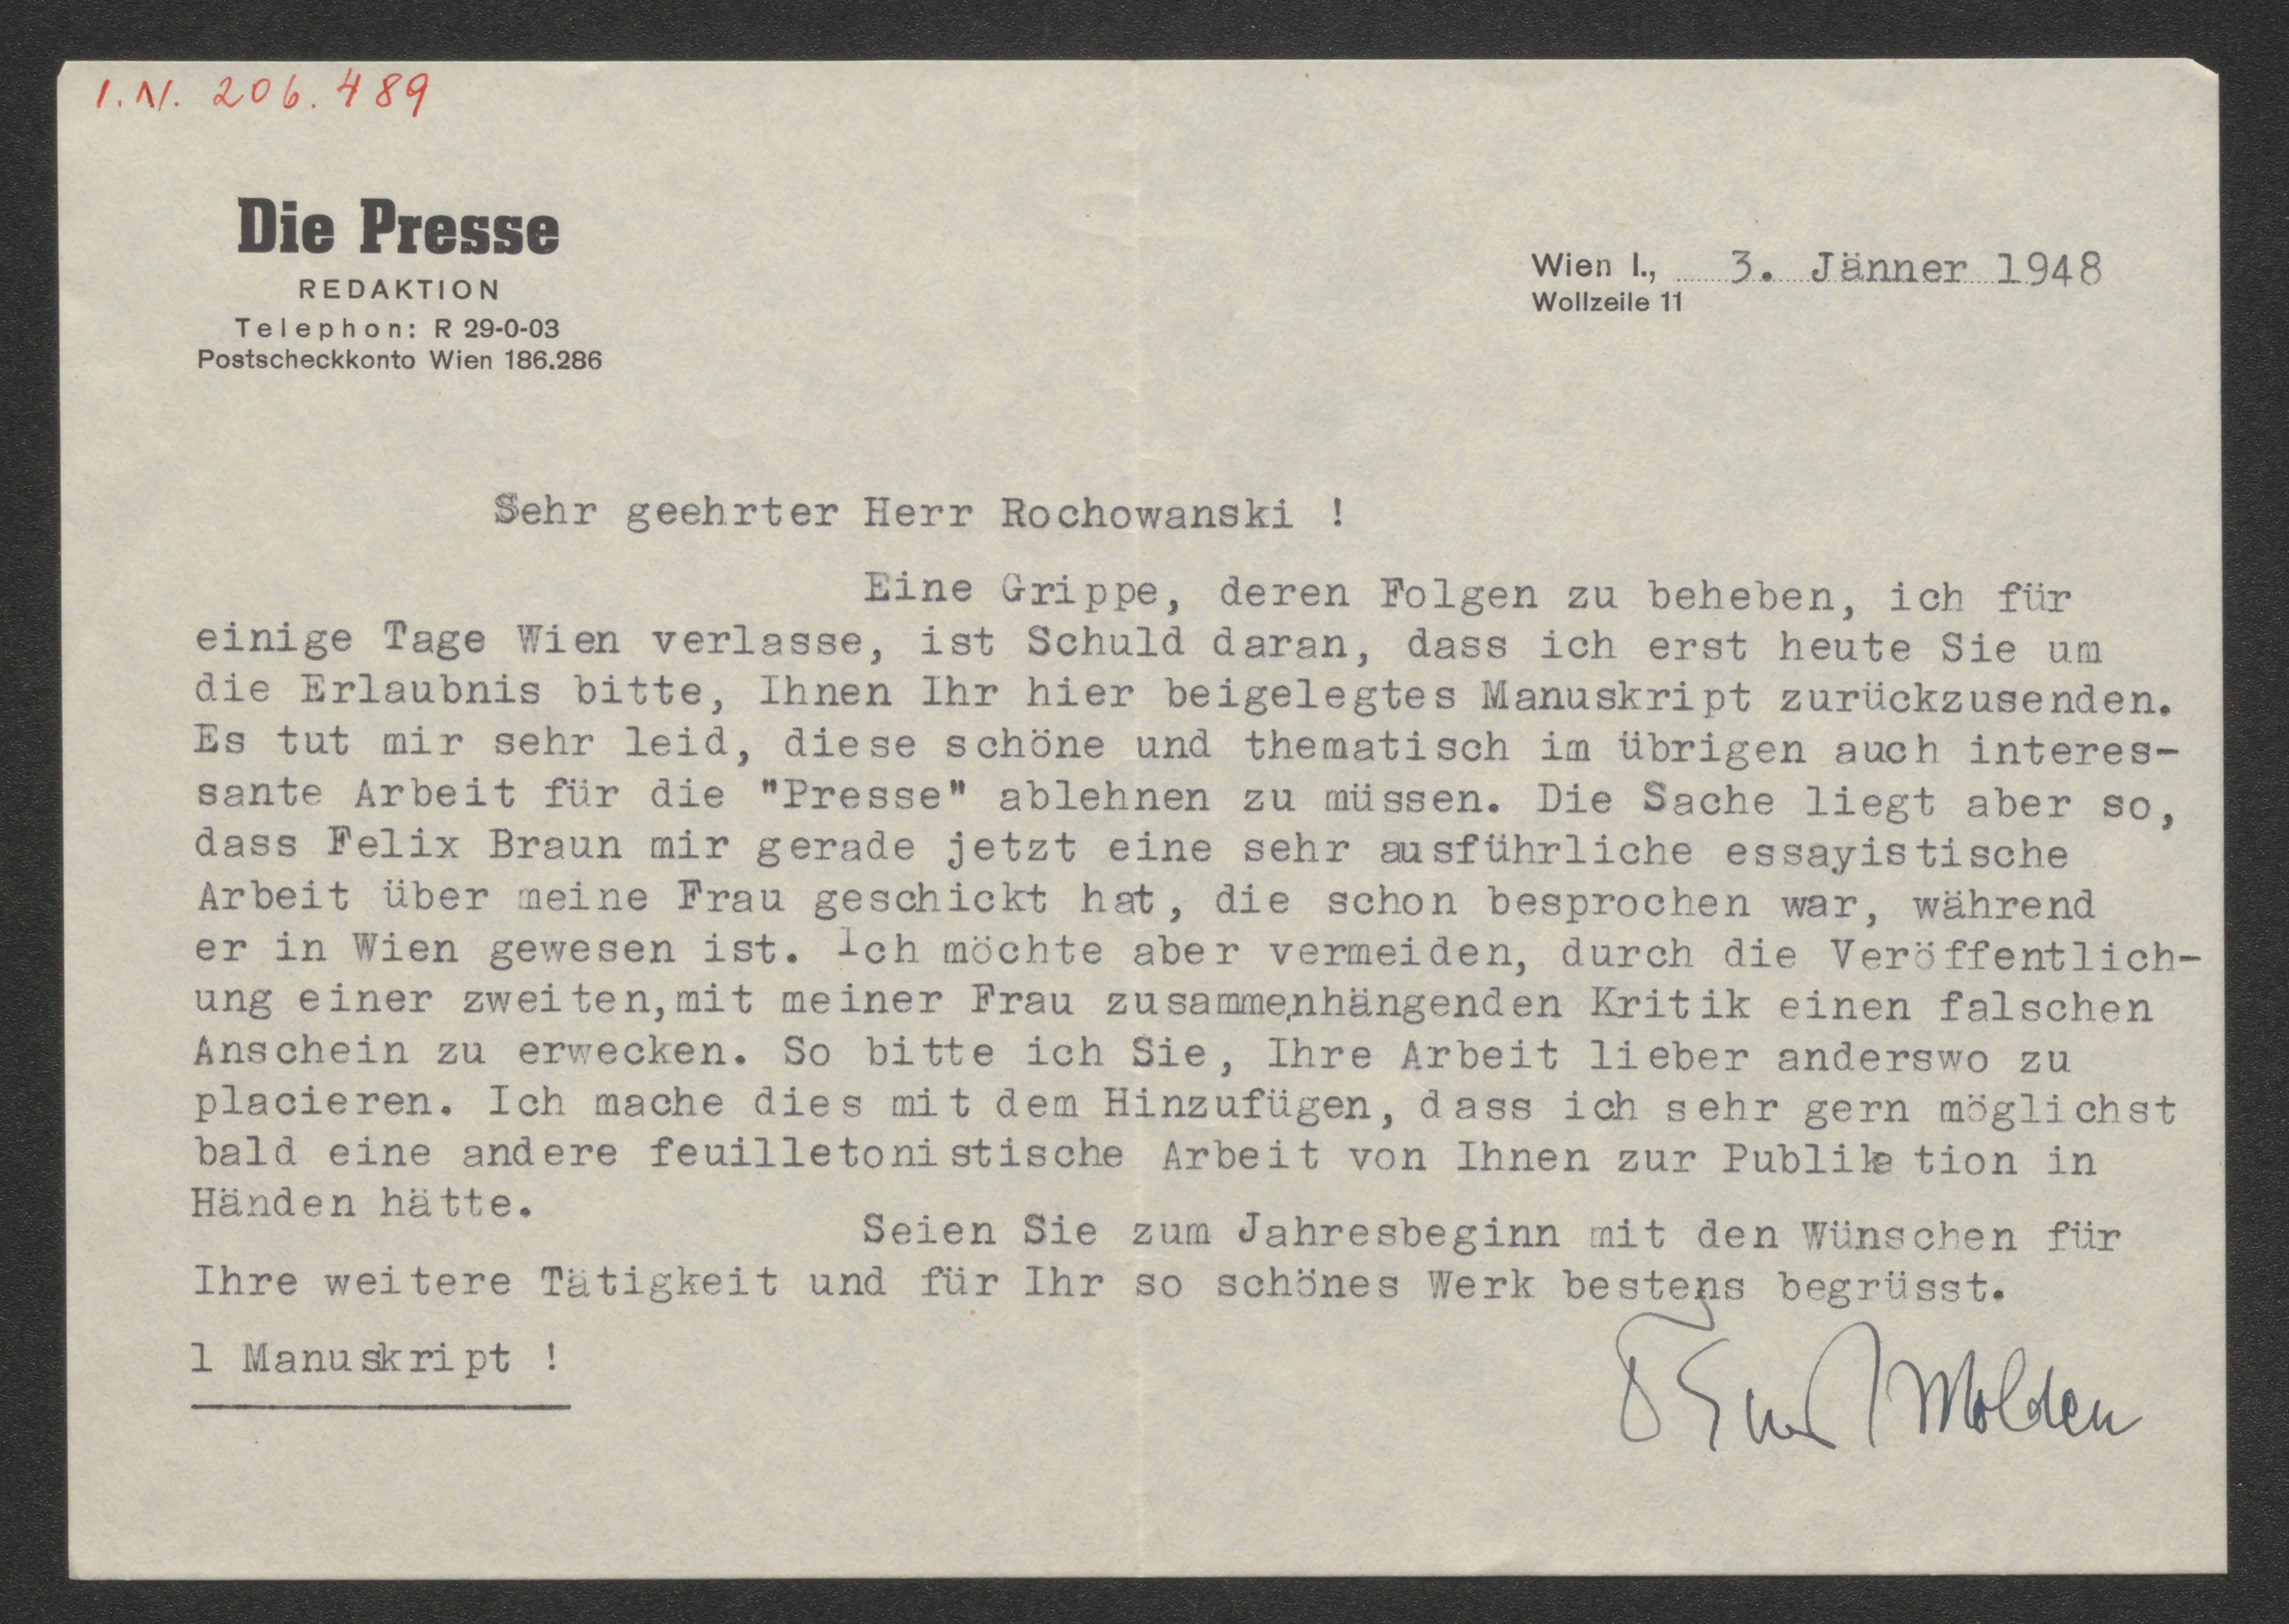 I.N. 206.489
Die Presse
REDAKTION
Telephon: R 29-0-03
Postscheckkonto Wien 186.286
Wien I., 3. Jänner 1948
Wollzeile 11
Sehr geehrter Herr Rochowanski !
Eine Grippe, deren Folgen zu beheben, ich für
einige Tage Wien verlasse, ist Schuld daran, dass ich erst heute Sie um
die Erlaubnis bitte, Ihnen Ihr hier beigelegtes Manuskript zurückzusenden.
Es tut mir sehr leid, diese schöne und thematisch im übrigen auch interes-
sante Arbeit für die "Presse" ablehnen zu müssen. Die Sache liegt aber so,
dass Felix Braun mir gerade jetzt eine sehr ausführliche essayistische
Arbeit über meine Frau geschickt hat, die schon besprochen war, während
er in Wien gewesen ist. Ich möchte aber vermeiden, durch die Veröffentlich-
ung einer zweiten, mit meiner Frau zusammenhängenden Kritik einen falschen
Anschein zu erwecken. So bitte ich Sie, Ihre Arbeit lieber anderswo zu
placieren. Ich mache dies mit dem Hinzufügen, dass ich sehr gern möglichst
bald eine andere feuilletonistische Arbeit von Ihnen zur Publikation in
Händen hätte.
Seien Sie zum Jahresbeginn mit den Wünschen für
Ihre weitere Tätigkeit und für Ihr so schönes Werk bestens begrüsst.
1 Manuskript !
Ernst Molden